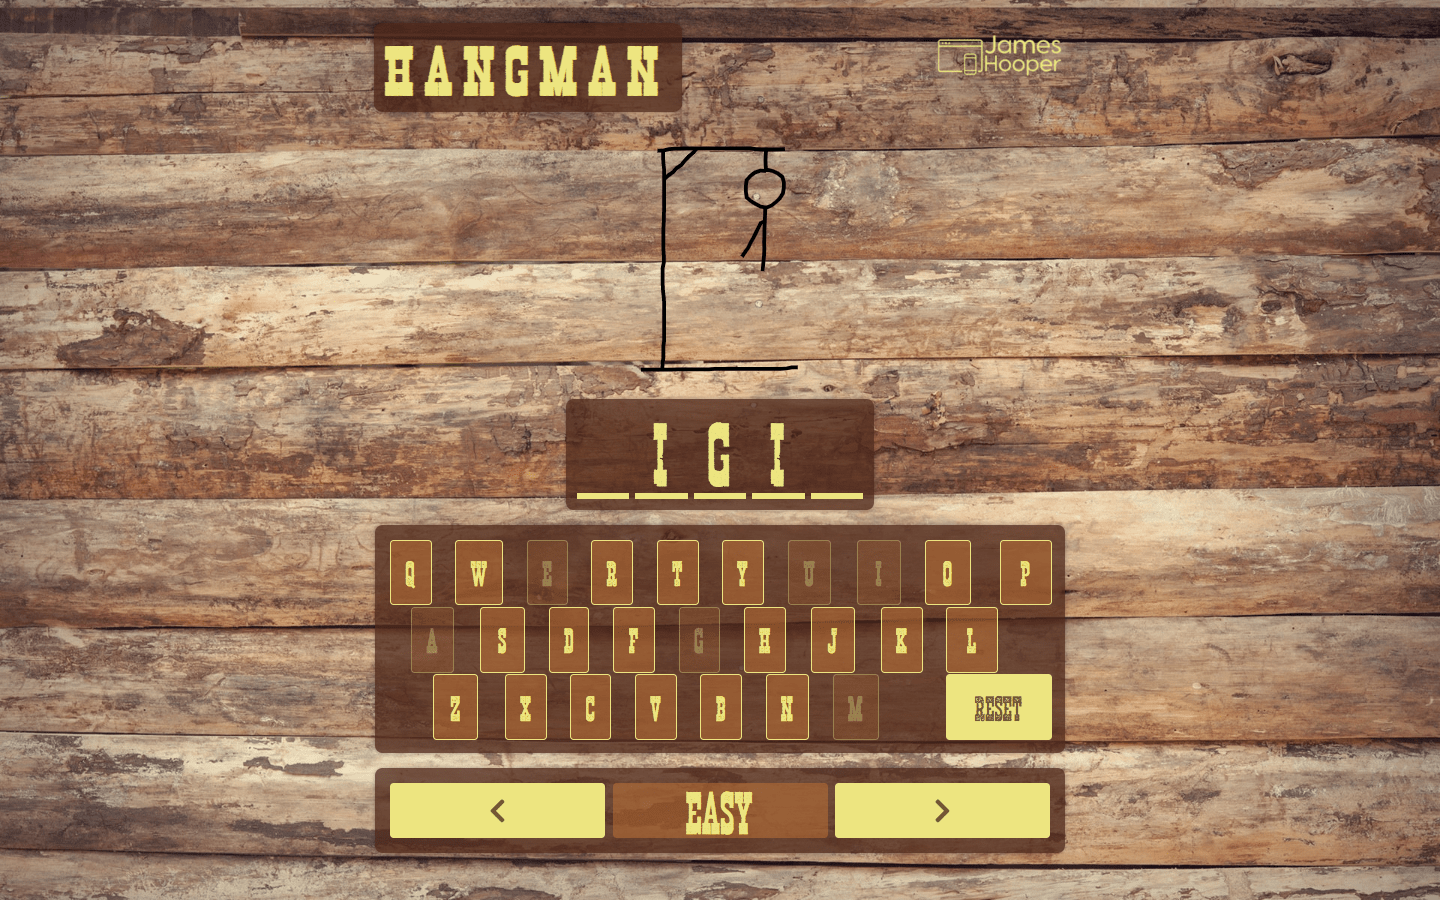 HANGMAN
James
Hooper
I G I
Q W E R T Y U I O P
A S D F G H J K L
Z X C V B N M RESET
< EASY >